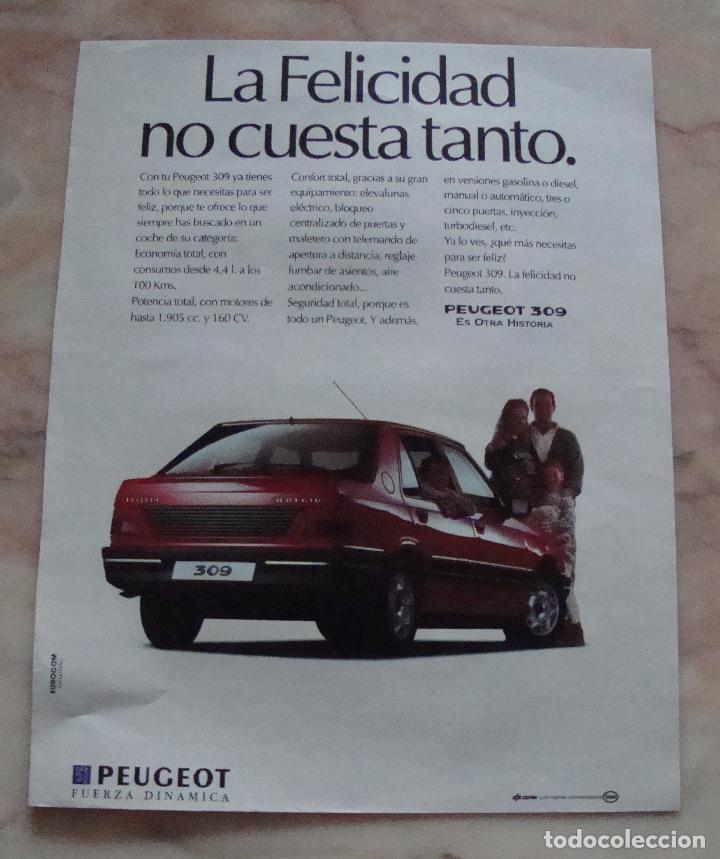 La Felicidad
no cuesta tanto.
Con tu Peugeot 309 ya tienes
todo lo que necesitas para ser
feliz, porque te ofrece lo que
siempre has buscado en un
coche de su categoría:
Economía total, con
consumos desde 4,4 l. a los
100 Kms.
Potencia total, con motores de
hasta 1.905 cc. y 160 CV.
Confort total, gracias a su gran
equipamiento: elevalunas
eléctrico, bloqueo
centralizado de puertas y
maletero con telemando de
apertura a distancia, reglaje
lumbar de asientos, aire
acondicionado...
Seguridad total, porque es
todo un Peugeot. Y además,
en versiones gasolina o diesel,
manual o automático, tres o
cinco puertas, inyección,
turbodiesel, etc.
Ya lo ves, ¿qué más necesitas
para ser feliz?
Peugeot 309. La felicidad no
cuesta tanto.
PEUGEOT 309
ES OTRA HISTORIA
309
EUROCOM
PEUGEOT
FUERZA DINAMICA
todocoleccion.net